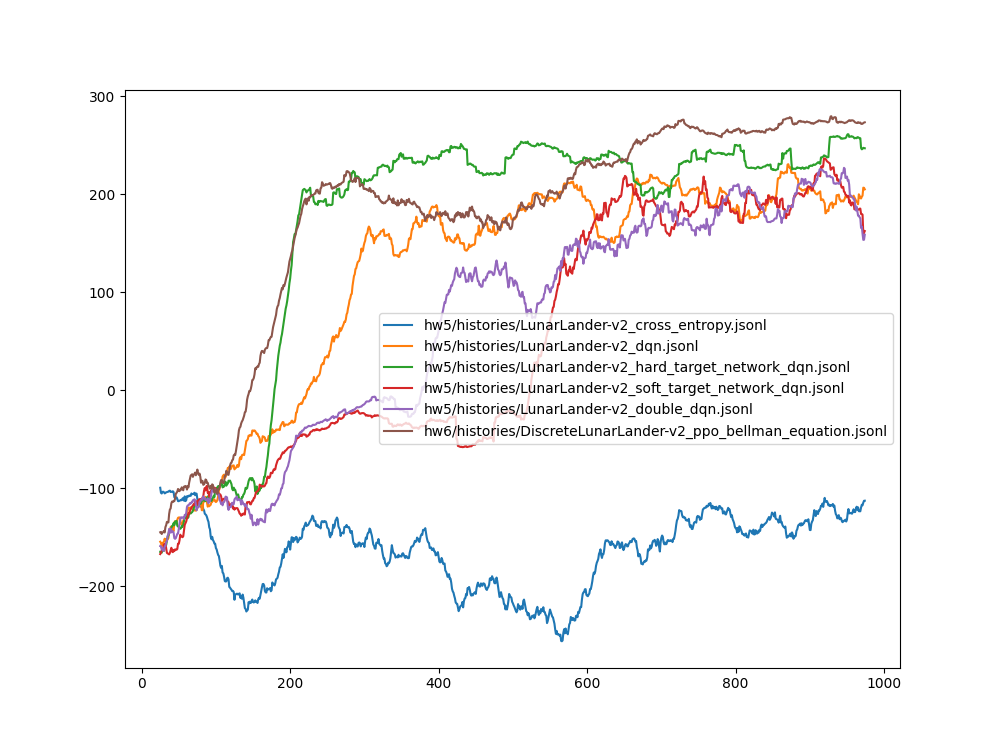 300
200
100
0
−100
−200
hw5/histories/LunarLander-v2_cross_entropy.jsonl
hw5/histories/LunarLander-v2_dqn.jsonl
hw5/histories/LunarLander-v2_hard_target_network_dqn.jsonl
hw5/histories/LunarLander-v2_soft_target_network_dqn.jsonl
hw5/histories/LunarLander-v2_double_dqn.jsonl
hw6/histories/DiscreteLunarLander-v2_ppo_bellman_equation.jsonl
0 200 400 600 800 1000